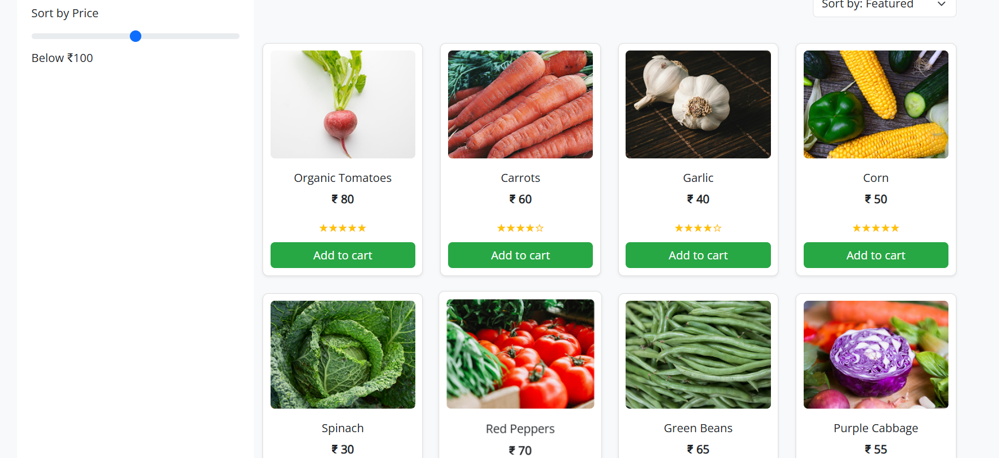 Sort by Price
Below ₹100
Sort by: Featured
Organic Tomatoes
₹ 80
★★★★★
Add to cart
Carrots
₹ 60
★★★★☆
Add to cart
Garlic
₹ 40
★★★★☆
Add to cart
Corn
₹ 50
★★★★★
Add to cart
Spinach
₹ 30
Red Peppers
₹ 70
Green Beans
₹ 65
Purple Cabbage
₹ 55